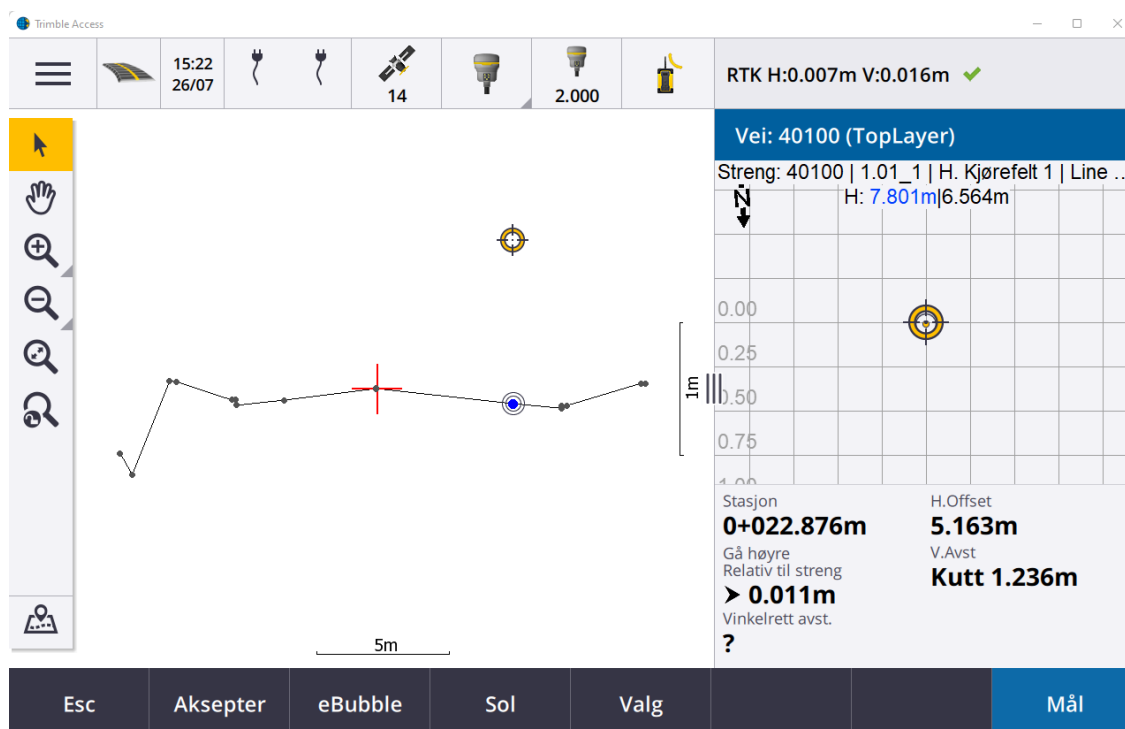 Trimble Access
15:22
26/07
14
2.000
RTK H:0.007m V:0.016m
Vei: 40100 (TopLayer)
Streng: 40100 | 1.01_1 | H. Kjørefelt 1 | Line ...
H: 7.801m|6.564m
N
0.00
0.25
0.50
0.75
1.00
1m
5m
Stasjon
0+022.876m
H.Offset
5.163m
Gå høyre
Relativ til streng
0.011m
V.Avst
Kutt 1.236m
Vinkelrett avst.
?
Esc
Aksepter
eBubble
Sol
Valg
Mål